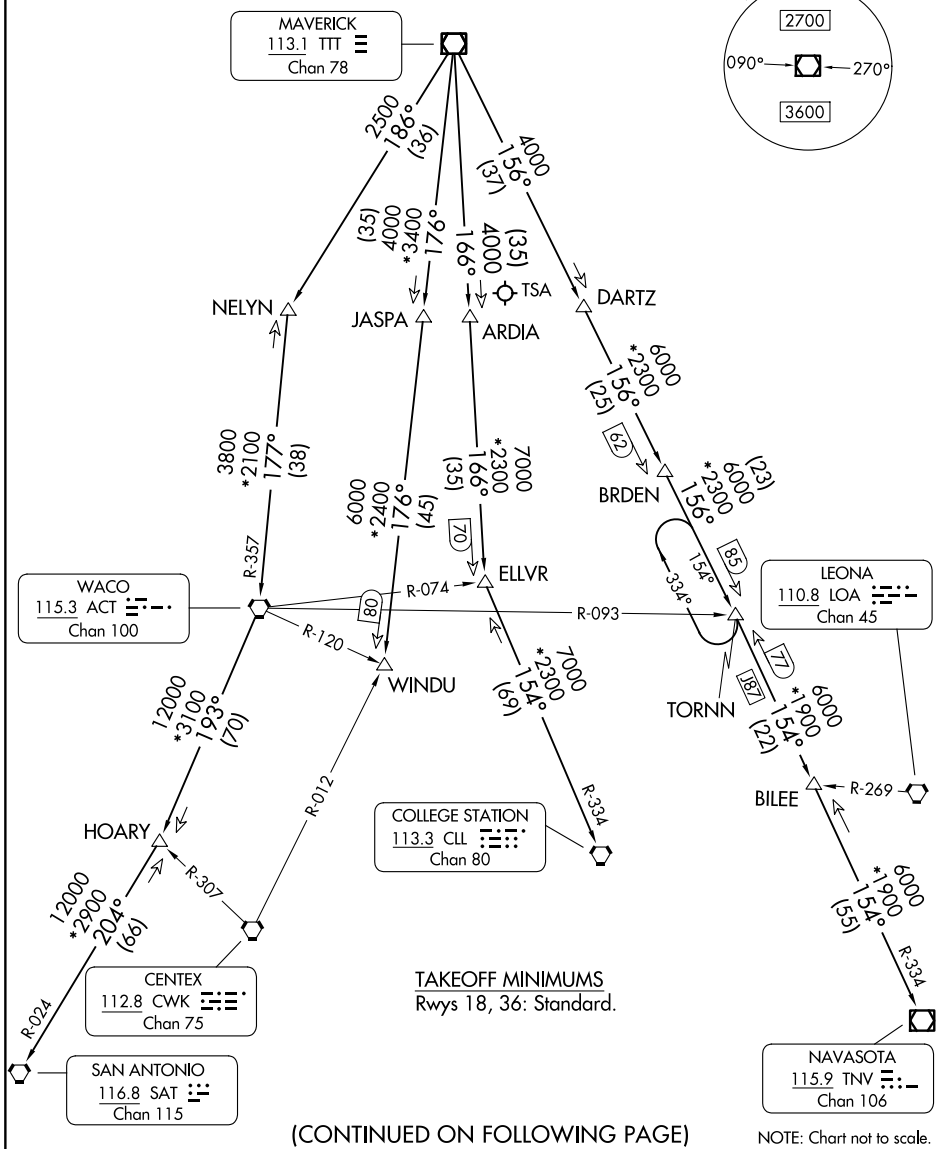 MAVERICK
113.1 TTT
Chan 78
2700
090°
270°
3600
2500
186°
(36)
(35)
4000
*3400
176°
(35)
4000
166°
4000
156°
(37)
TSA
NELYN
JASPA
ARDIA
DARTZ
6000
*2300
156°
(25)
62
BRDEN
3800
*2100
177°
(38)
6000
*2400
176°
(45)
7000
*2300
166°
(35)
(23)
6000
*2300
156°
70
80
85
154°
334°
R-357
WACO
115.3 ACT
Chan 100
R-074
ELLVR
R-093
R-120
WINDU
LEONA
110.8 LOA
Chan 45
TORNN
77
J87
6000
*1900
154°
(22)
12000
*3100
193°
(70)
7000
*2300
154°
(69)
R-012
BILEE
R-269
HOARY
R-307
COLLEGE STATION
113.3 CLL
Chan 80
R-334
12000
*2900
204°
(66)
6000
*1900
154°
(55)
R-334
R-024
CENTEX
112.8 CWK
Chan 75
TAKEOFF MINIMUMS
Rwys 18, 36: Standard.
SAN ANTONIO
116.8 SAT
Chan 115
NAVASOTA
115.9 TNV
Chan 106
(CONTINUED ON FOLLOWING PAGE)
NOTE: Chart not to scale.